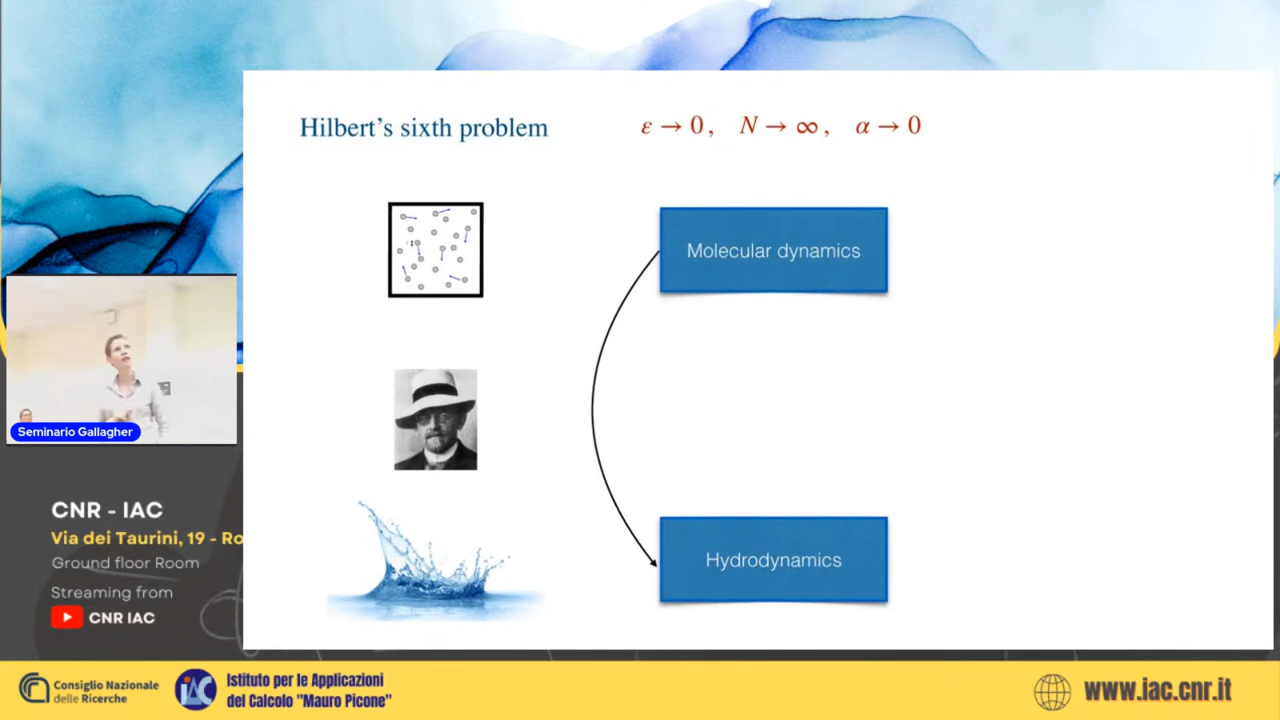 Hilbert's sixth problem
ε → 0 , N → ∞ , α → 0
Molecular dynamics
Hydrodynamics
Seminario Gallagher
CNR - IAC
Via dei Taurini, 19 - Ro
Ground floor Room
Streaming from
CNR IAC
Consiglio Nazionale
delle Ricerche
IAC
Istituto per le Applicazioni
del Calcolo "Mauro Picone"
www.iac.cnr.it